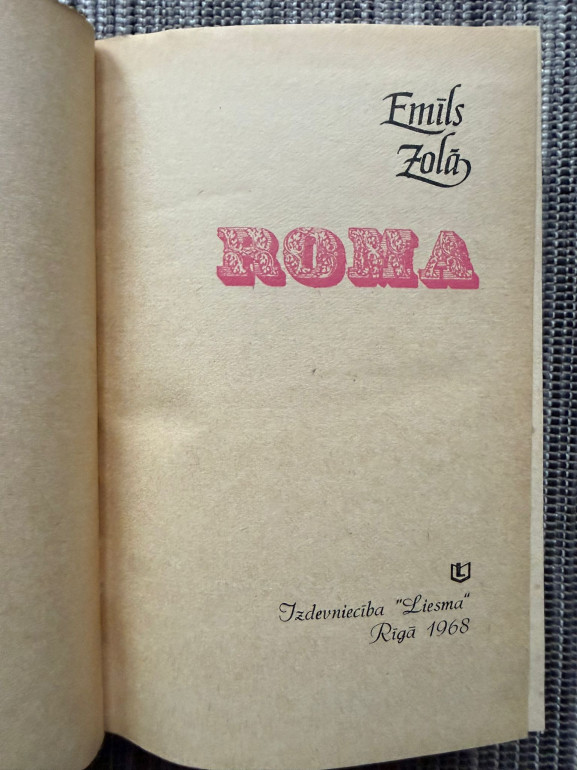 Emīls
Zolā
ROMA
Izdevniecība "Liesma"
Rīgā 1968